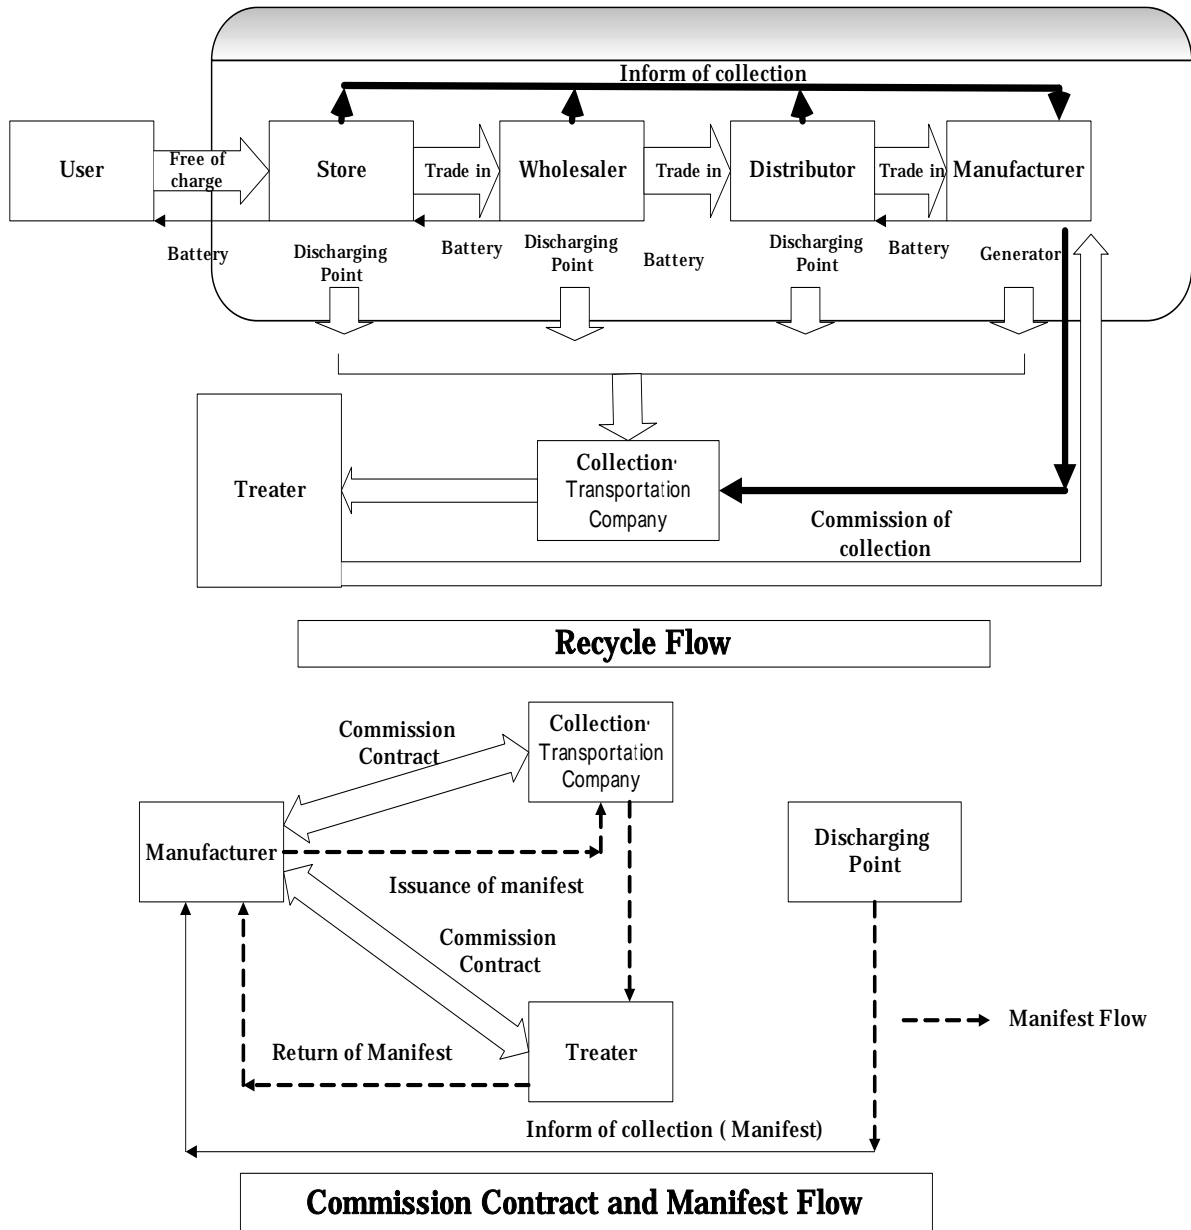 Inform of collection
User
Free of
charge
Store
Trade in
Wholesaler
Trade in
Distributor
Trade in
Manufacturer
Battery
Discharging
Point
Battery
Discharging
Point
Battery
Discharging
Point
Battery
Generator
Treater
Collection·
Transportation
Company
Commission of
collection
Recycle Flow
Commission
Contract
Collection·
Transportation
Company
Manufacturer
Issuance of manifest
Discharging
Point
Commission
Contract
Manifest Flow
Return of Manifest
Treater
Inform of collection ( Manifest)
Commission Contract and Manifest Flow